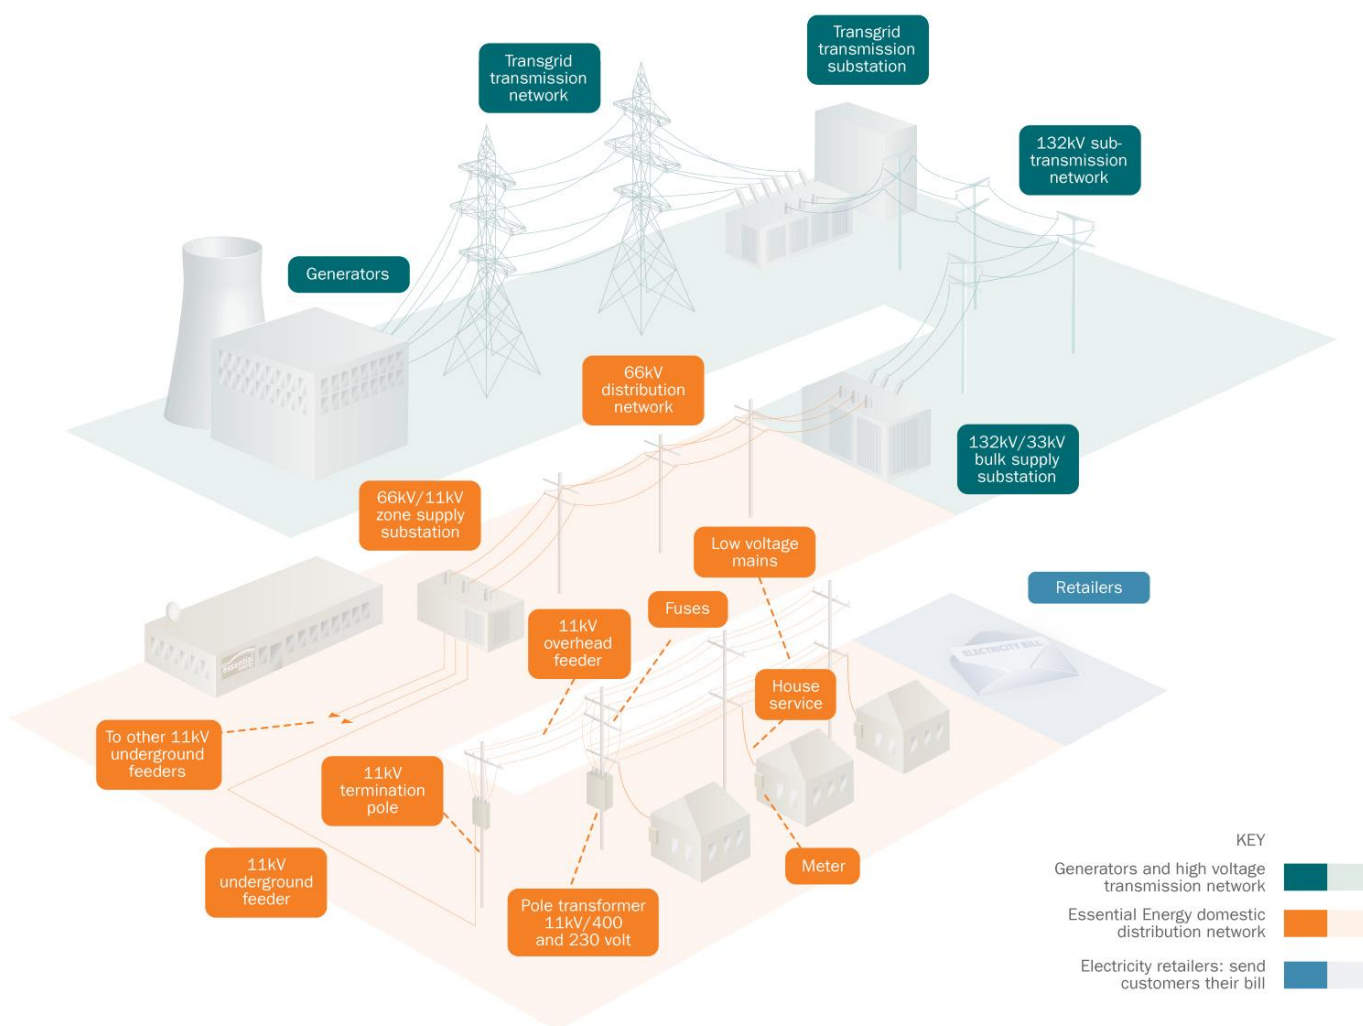 Transgrid
transmission
network
Transgrid
transmission
substation
132kV sub-
transmission
network
Generators
66kV
distribution
network
132kV/33kV
bulk supply
substation
66kV/11kV
zone supply
substation
Low voltage
mains
Retailers
Fuses
11kV
overhead
feeder
ELECTRICITY BILL
essential
House
service
To other 11kV
underground
feeders
11kV
termination
pole
11kV
underground
feeder
Meter
Pole transformer
11kV/400
and 230 volt
KEY
Generators and high voltage
transmission network
Essential Energy domestic
distribution network
Electricity retailers: send
customers their bill